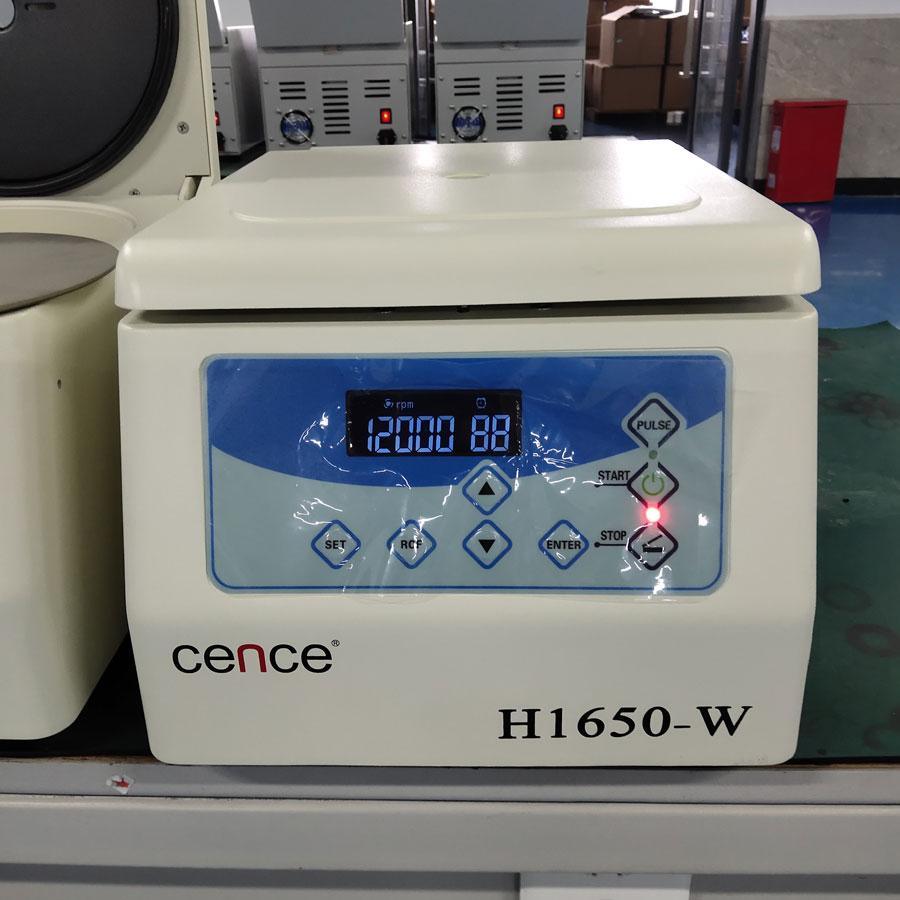 rpm
12000 88
PULSE
START
SET
RCF
ENTER
STOP
cence®
H1650-W